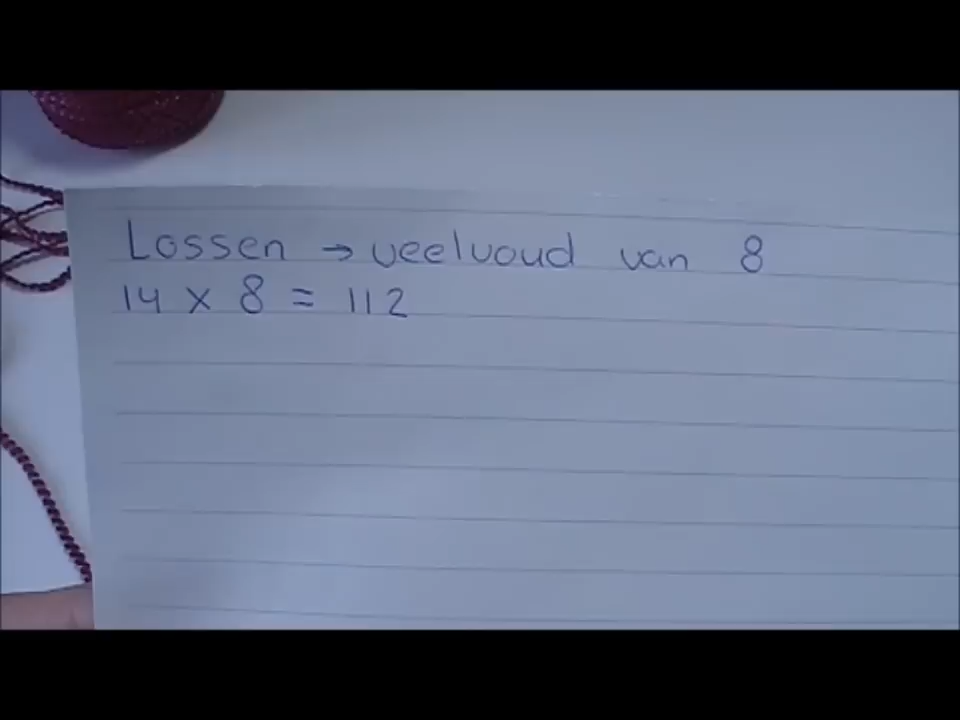 Lossen → veelvoud van 8
14 x 8 = 112